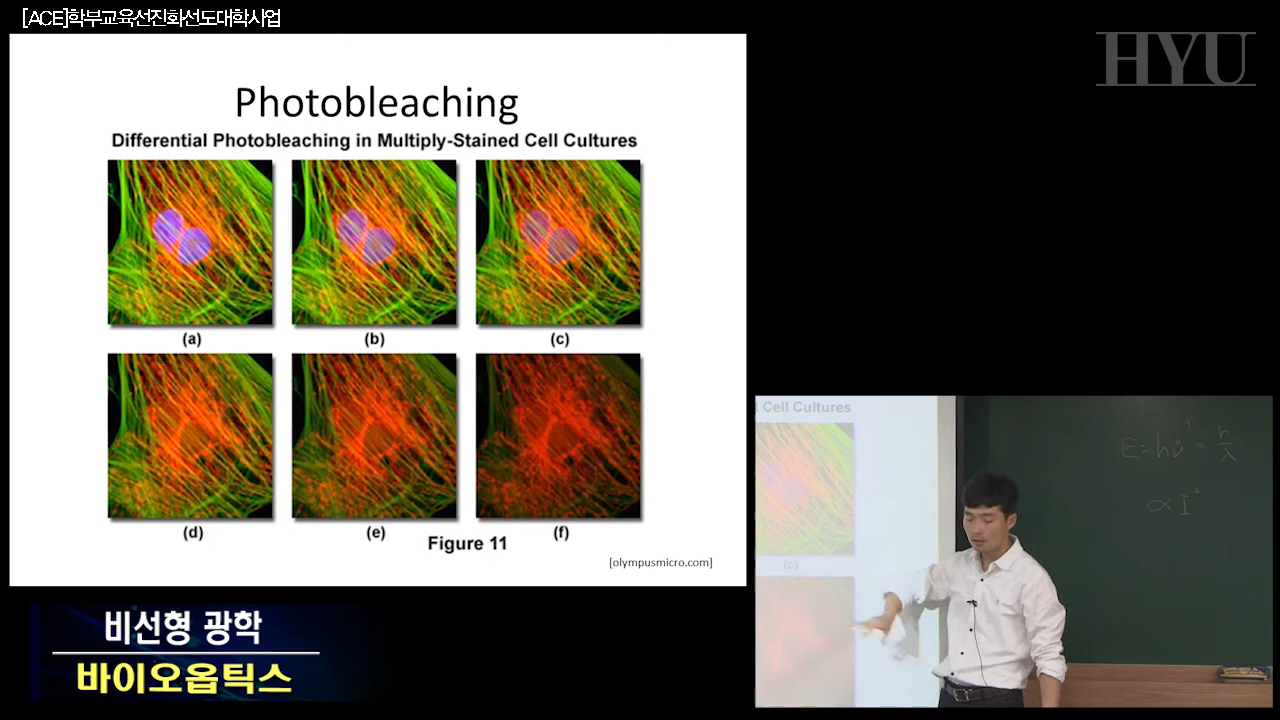 [ACE]학부교육선진화선도대학사업
HYU
Photobleaching
Differential Photobleaching in Multiply-Stained Cell Cultures
(a)
(b)
(c)
(d)
(e)
(f)
Figure 11
[olympusmicro.com]
비선형 광학
바이오옵틱스
l Cell Cultures
(c)
E=hν=h/λ
∝I²